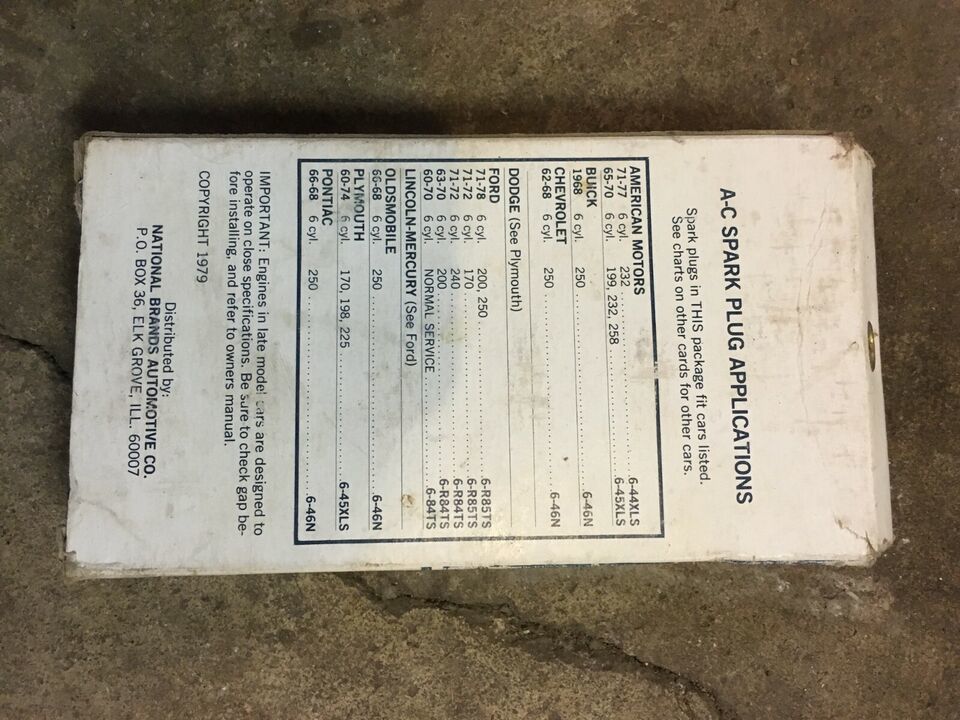 A-C SPARK PLUG APPLICATIONS
Spark plugs in THIS package fit cars listed.
See charts on other cards for other cars.
AMERICAN MOTORS
71-77 6 cyl. 232 .......... 6-44XLS
65-70 6 cyl. 199, 232, 258 .......... 6-45XLS
BUICK
1968 6 cyl. 250 .......... 6-46N
CHEVROLET
62-68 6 cyl. 250 .......... 6-46N
DODGE (See Plymouth)
FORD
71-78 6 cyl. 200, 250 .......... 6-R85TS
71-72 6 cyl. 170 .......... 6-R85TS
71-72 6 cyl. 240 .......... 6-R84TS
63-70 6 cyl. 200 .......... 6-R84TS
60-70 6 cyl. NORMAL SERVICE .......... 6-84TS
LINCOLN-MERCURY (See Ford)
OLDSMOBILE
66-68 6 cyl. 250 .......... 6-46N
PLYMOUTH
60-74 6 cyl. 170, 198, 225 .......... 6-45XLS
PONTIAC
66-68 6 cyl. 250 .......... 6-46N
IMPORTANT: Engines in late model cars are designed to
operate on close specifications. Be sure to check gap be-
fore installing, and refer to owners manual.
COPYRIGHT 1979
Distributed by:
NATIONAL BRANDS AUTOMOTIVE CO.
P.O. BOX 36, ELK GROVE, ILL. 60007